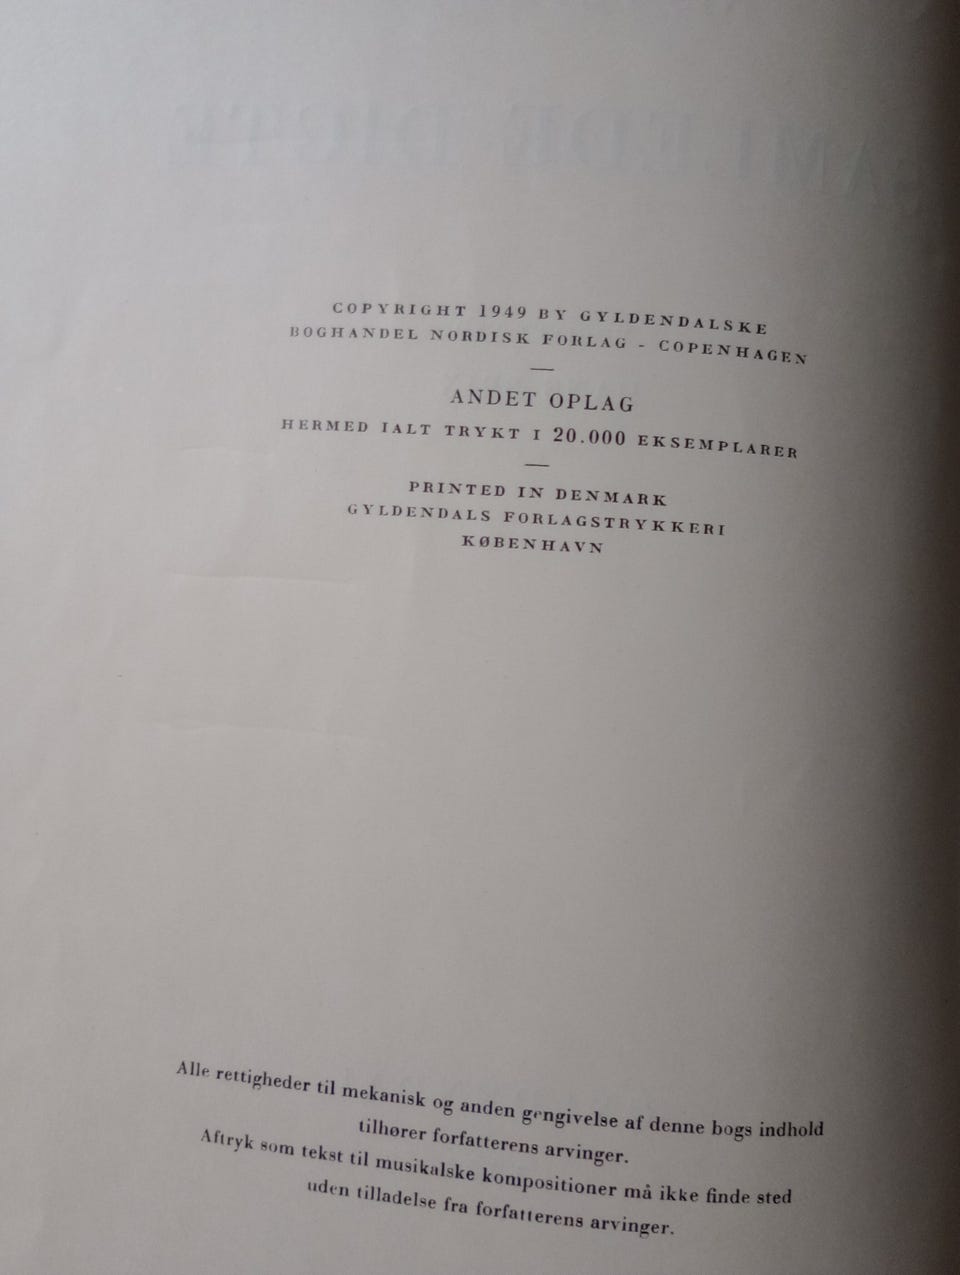 COPYRIGHT 1949 BY GYLDENDALSKE
BOGHANDEL NORDISK FORLAG - COPENHAGEN
ANDET OPLAG
HERMED IALT TRYKT I 20.000 EKSEMPLARER
PRINTED IN DENMARK
GYLDENDALS FORLAGSTRYKKERI
KØBENHAVN
Alle rettigheder til mekanisk og anden gengivelse af denne bogs indhold
tilhører forfatterens arvinger.
Aftryk som tekst til musikalske kompositioner må ikke finde sted
uden tilladelse fra forfatterens arvinger.